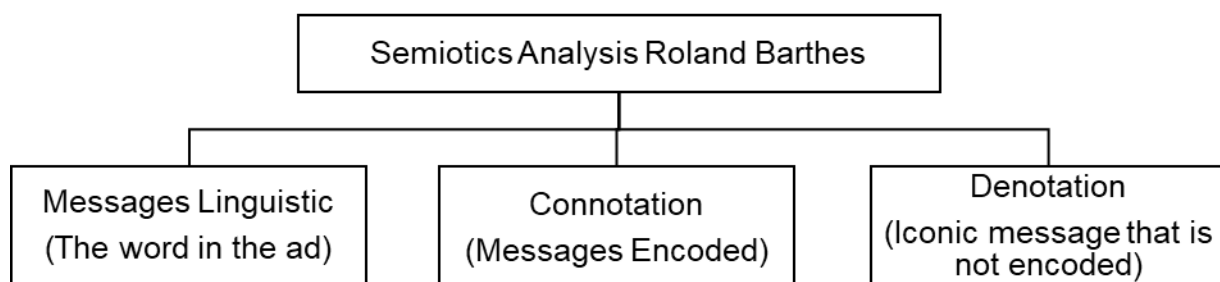 Semiotics Analysis Roland Barthes
Messages Linguistic
(The word in the ad)
Connotation
(Messages Encoded)
Denotation
(Iconic message that is
not encoded)